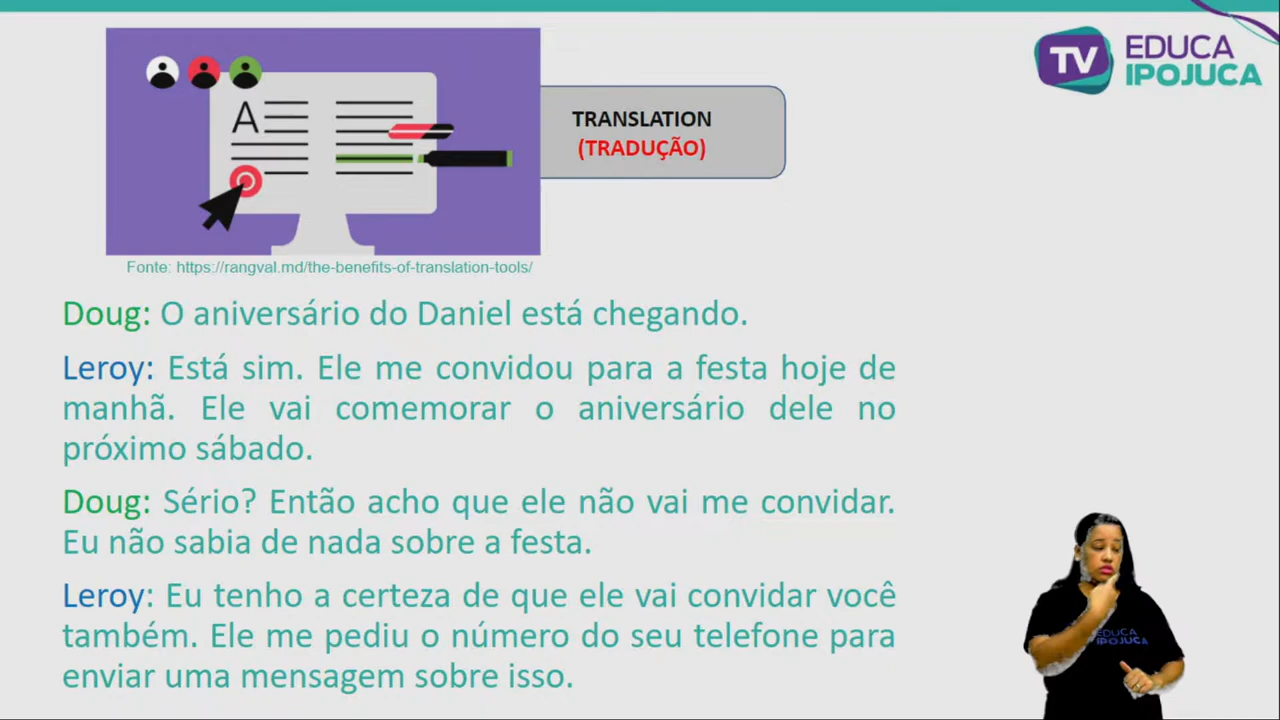 TV EDUCA
IPOJUCA
A
TRANSLATION
(TRADUÇÃO)
Fonte: https://rangval.md/the-benefits-of-translation-tools/
Doug: O aniversário do Daniel está chegando.
Leroy: Está sim. Ele me convidou para a festa hoje de
manhã. Ele vai comemorar o aniversário dele no
próximo sábado.
Doug: Sério? Então acho que ele não vai me convidar.
Eu não sabia de nada sobre a festa.
Leroy: Eu tenho a certeza de que ele vai convidar você
também. Ele me pediu o número do seu telefone para
enviar uma mensagem sobre isso.
EDUCA
IPOJUCA